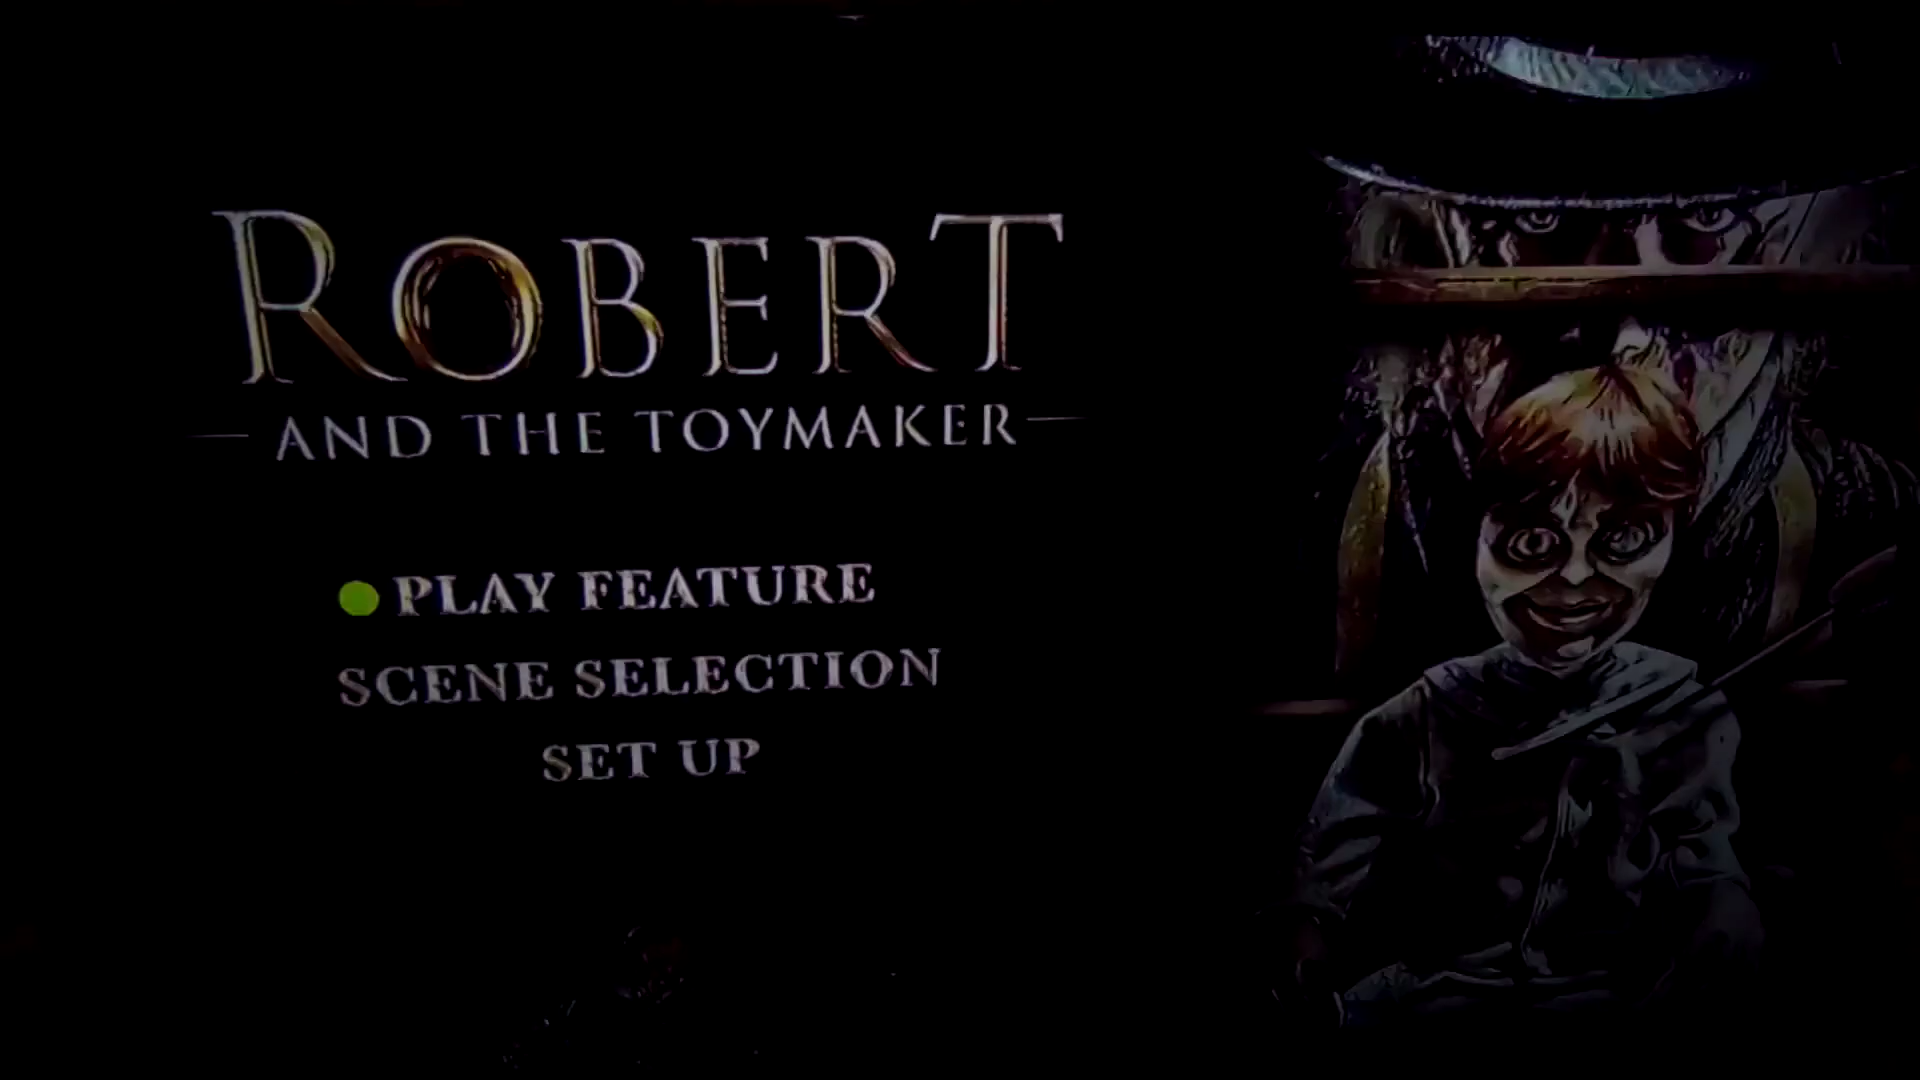 ROBERT
AND THE TOYMAKER
PLAY FEATURE
SCENE SELECTION
SET UP